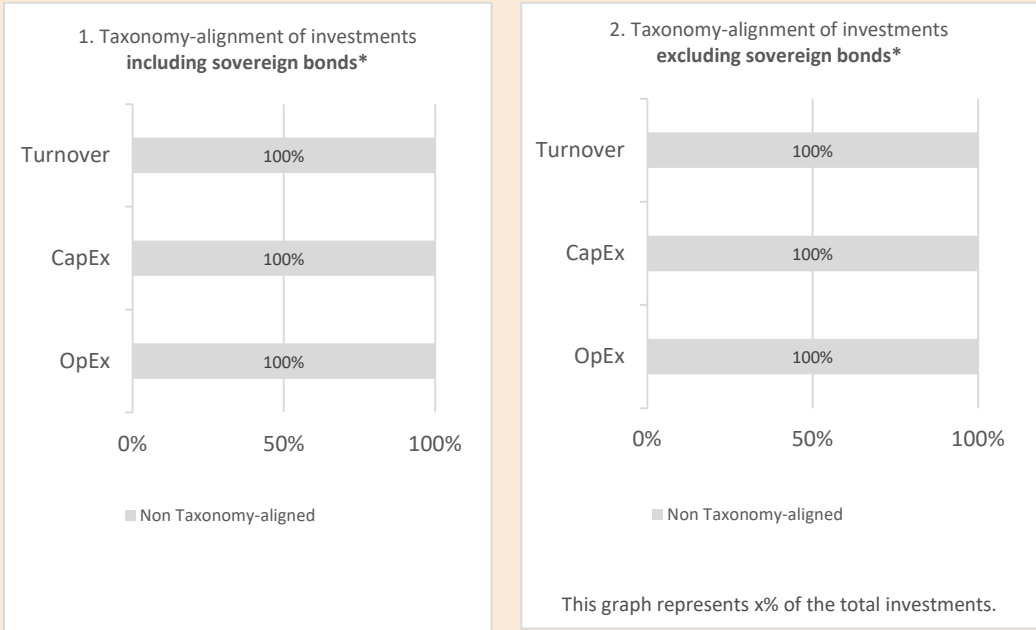 1. Taxonomy-alignment of investments
including sovereign bonds*
Turnover
100%
CapEx
100%
OpEx
100%
0%
50%
100%
Non Taxonomy-aligned
2. Taxonomy-alignment of investments
excluding sovereign bonds*
Turnover
100%
CapEx
100%
OpEx
100%
0%
50%
100%
Non Taxonomy-aligned
This graph represents x% of the total investments.